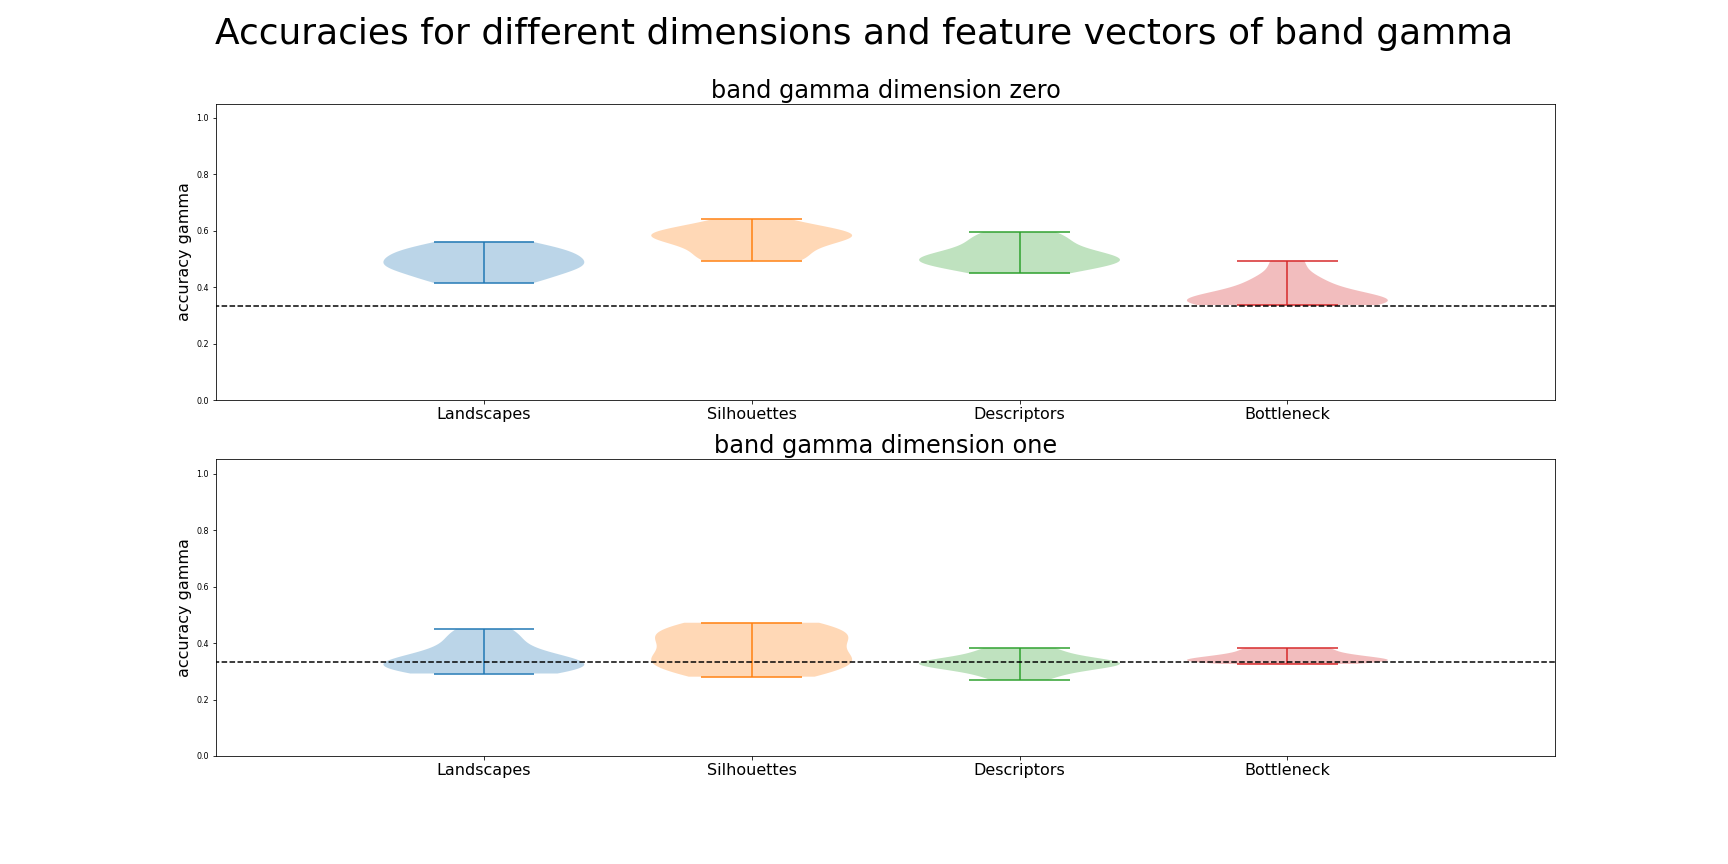 Accuracies for different dimensions and feature vectors of band gamma
band gamma dimension zero
accuracy gamma
1.0
0.8
0.6
0.4
0.2
0.0
Landscapes Silhouettes Descriptors Bottleneck
band gamma dimension one
accuracy gamma
1.0
0.8
0.6
0.4
0.2
0.0
Landscapes Silhouettes Descriptors Bottleneck